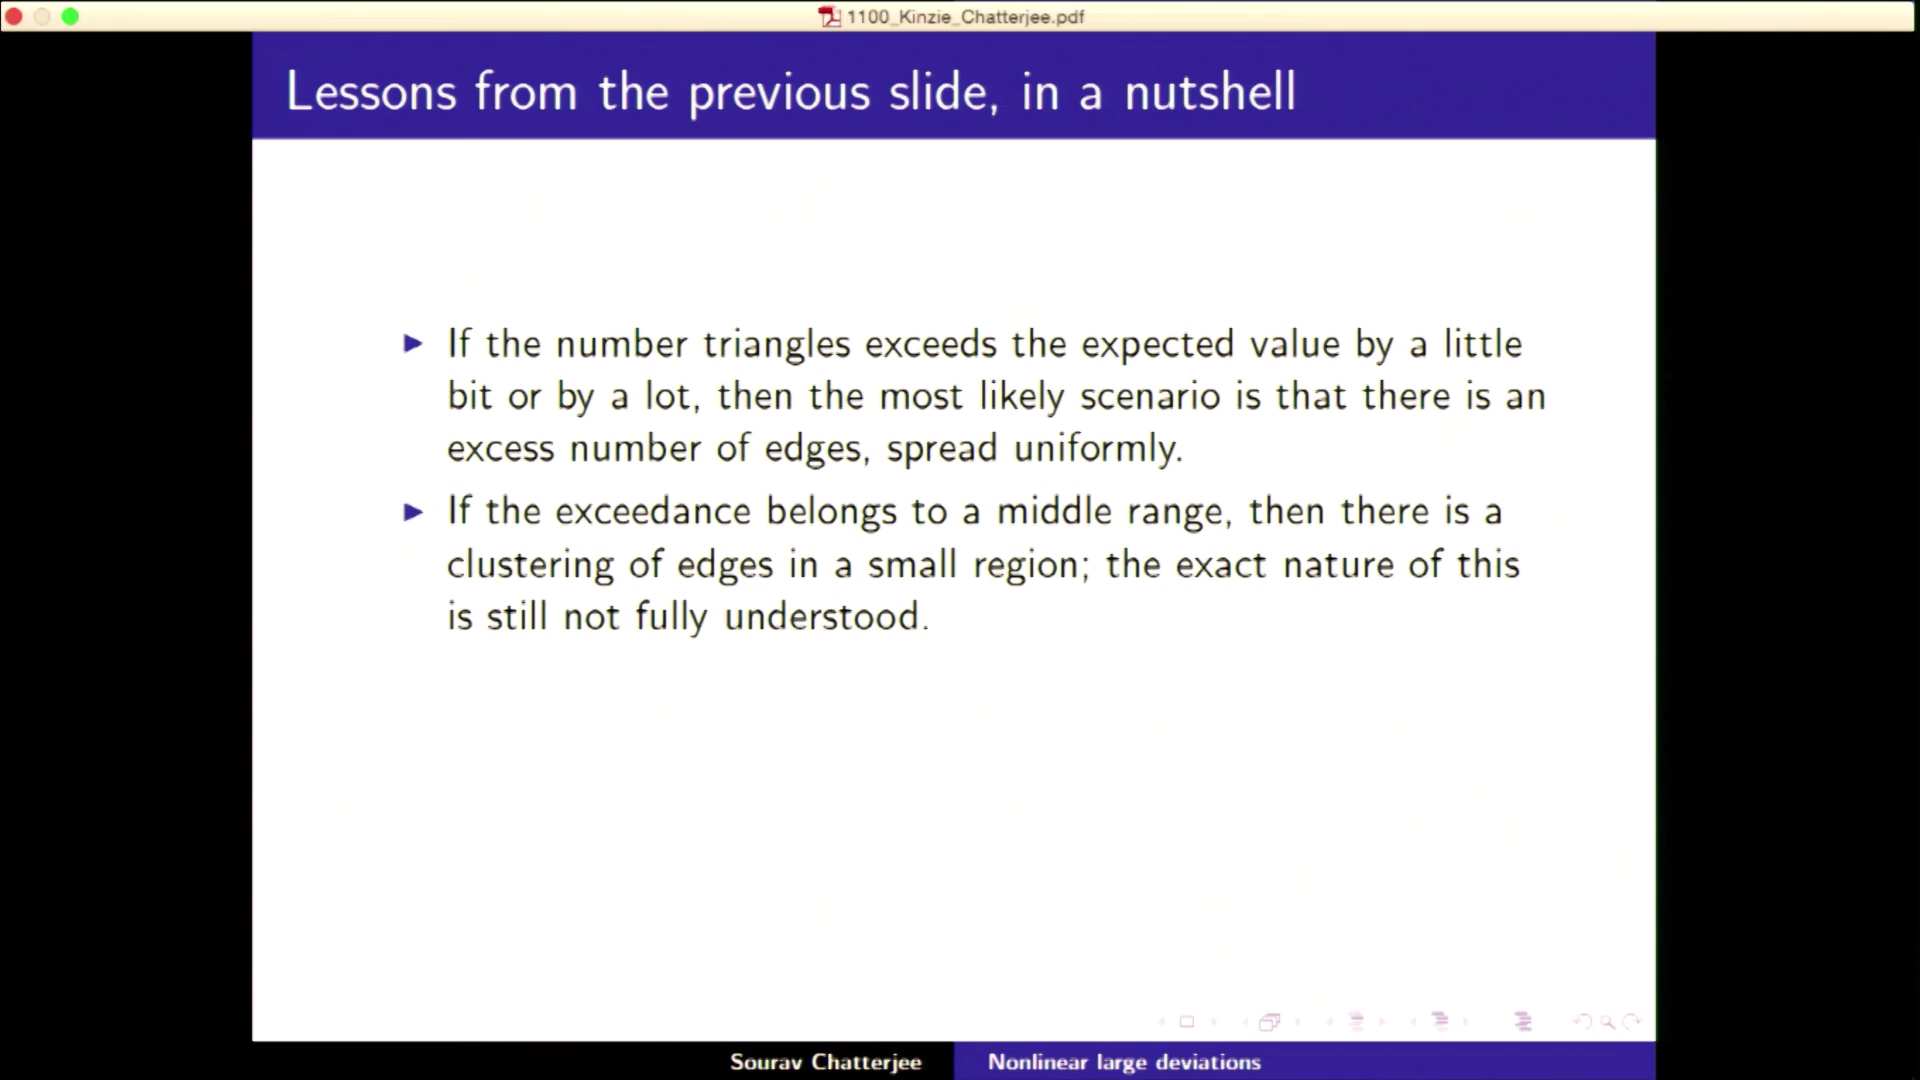 1100_Kinzie_Chatterjee.pdf
Lessons from the previous slide, in a nutshell
If the number triangles exceeds the expected value by a little
bit or by a lot, then the most likely scenario is that there is an
excess number of edges, spread uniformly.
If the exceedance belongs to a middle range, then there is a
clustering of edges in a small region; the exact nature of this
is still not fully understood.
Sourav Chatterjee
Nonlinear large deviations